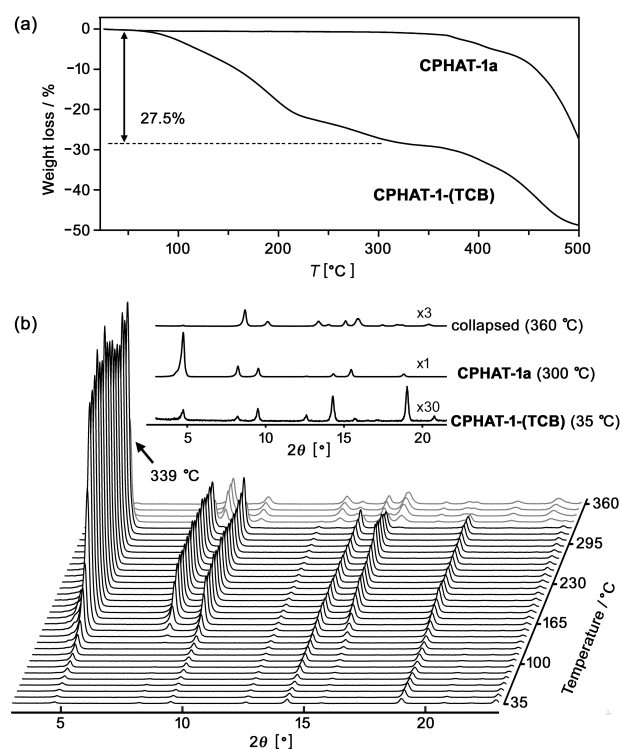 (a)
0
−10
−20
−30
−40
−50
Weight loss / %
27.5%
CPHAT-1a
CPHAT-1-(TCB)
100
200
300
400
500
T [°C]
(b)
x3
collapsed (360 °C)
x1
CPHAT-1a (300 °C)
x30
CPHAT-1-(TCB) (35 °C)
5
10
15
20
2θ [°]
339 °C
360
295
230
165
100
35
Temperature / °C
5
10
15
20
2θ [°]